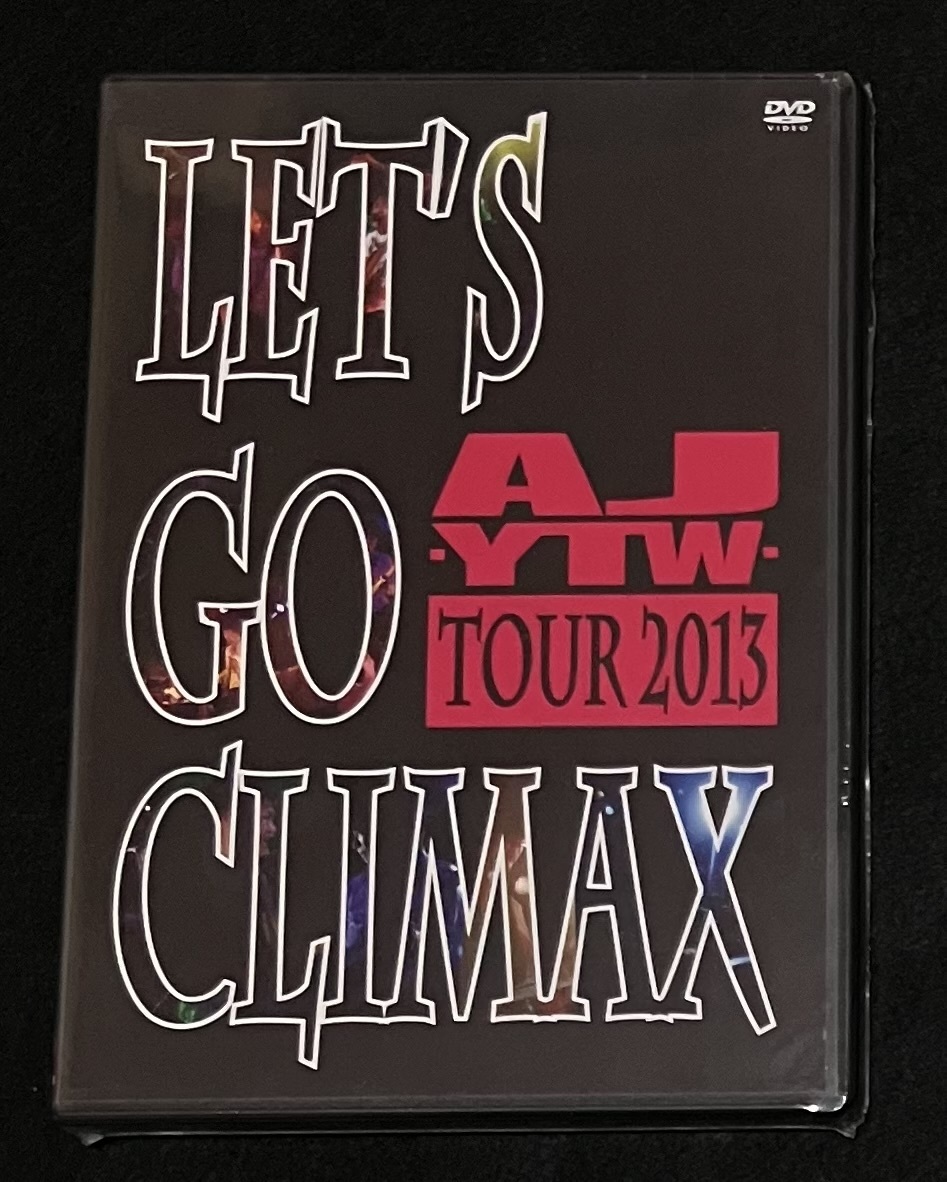 DVD
VIDEO
LET'S
GO
AJ
-YTW-
TOUR 2013
CLIMAX